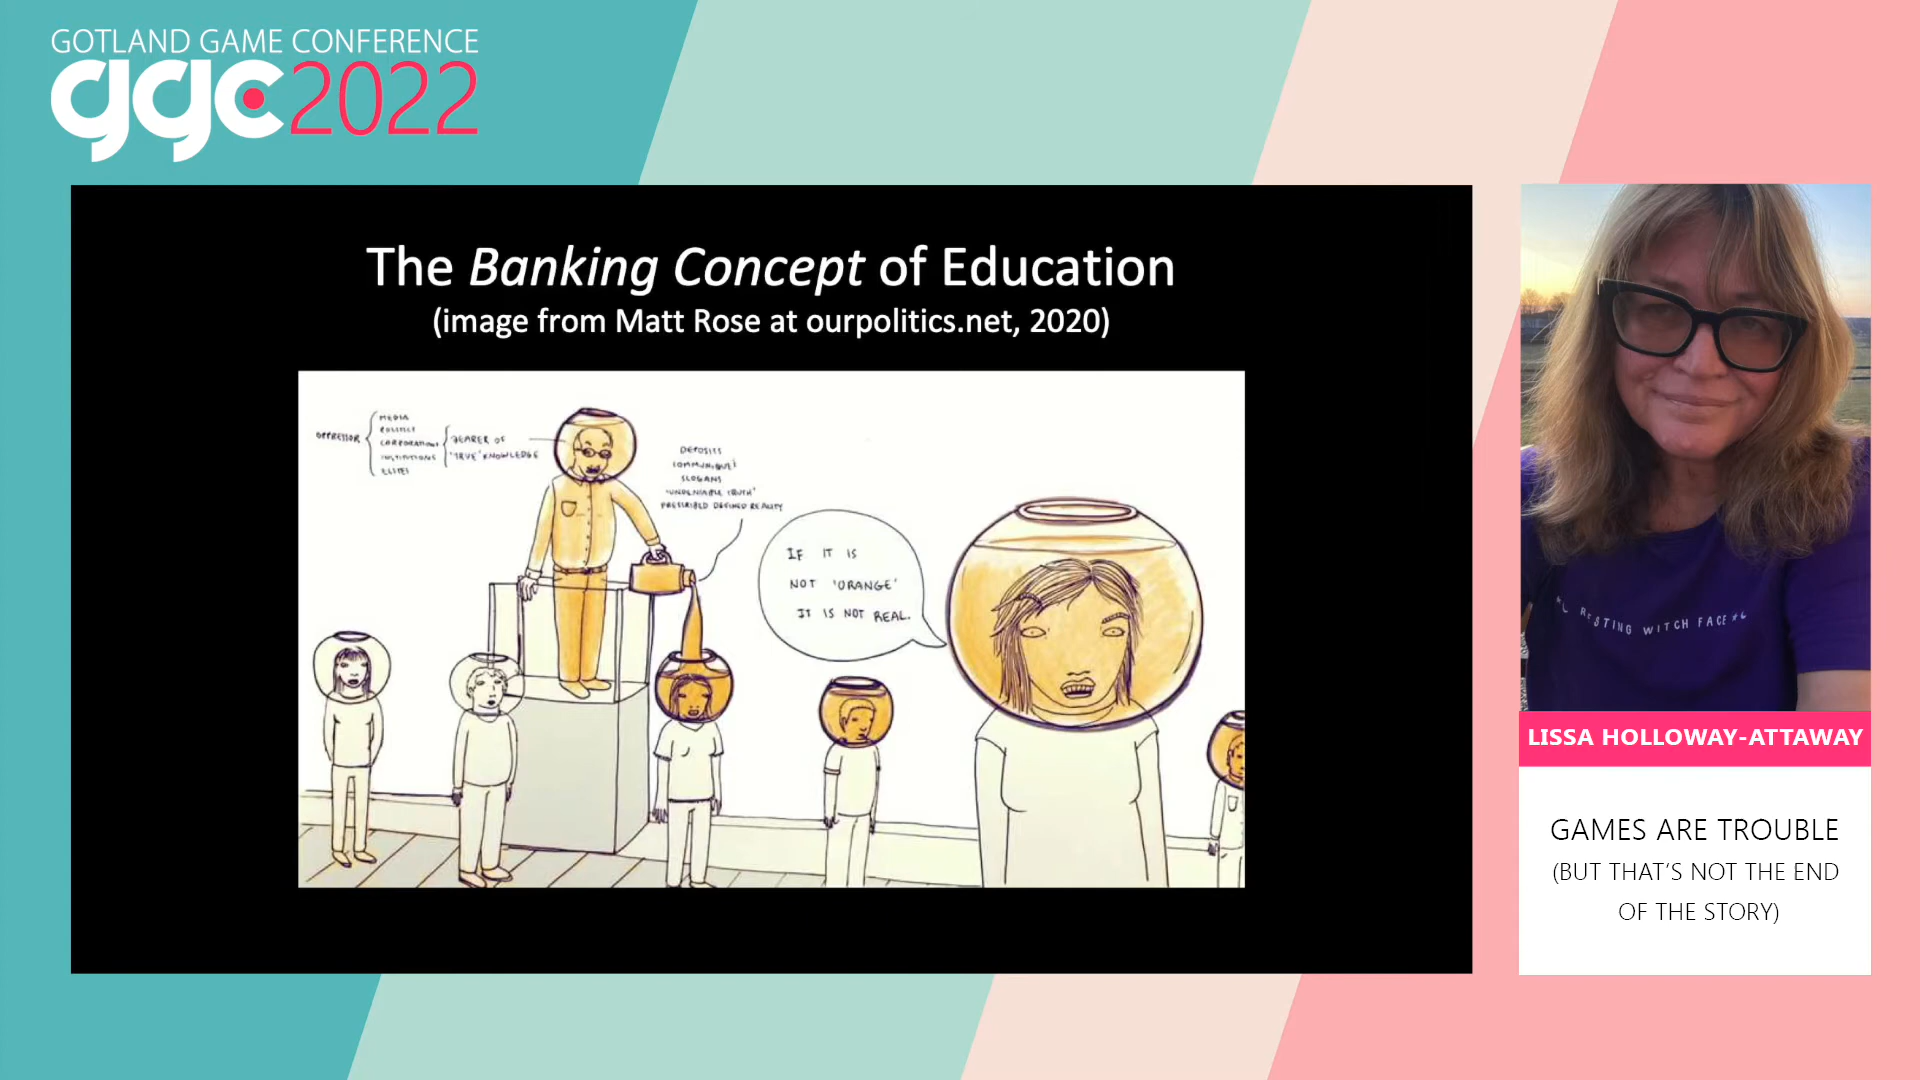 GOTLAND GAME CONFERENCE
ggc 2022
The Banking Concept of Education
(image from Matt Rose at ourpolitics.net, 2020)
OPPRESSOR
MEDIA
POLITICS
CORPORATIONS
INSTITUTIONS
ELITES
BEARER OF
'TRUE' KNOWLEDGE
DEPOSITS
COMMUNIQUÉS
SLOGANS
'UNDENIABLE TRUTH'
DEFINED REALITY
IF IT IS
NOT 'ORANGE'
IT IS NOT REAL.
RESTING WITCH FACE
LISSA HOLLOWAY-ATTAWAY
GAMES ARE TROUBLE
(BUT THAT'S NOT THE END
OF THE STORY)